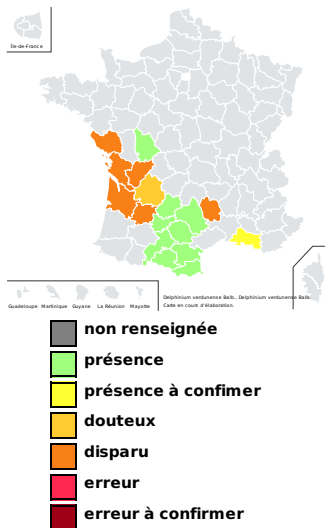 Île-de-France
Guadeloupe Martinique Guyane La Réunion Mayotte
Delphinium verdunense Balb., Delphinium verdunense Balb.
Carte en cours d'élaboration.
non renseignée
présence
présence à confimer
douteux
disparu
erreur
erreur à confirmer